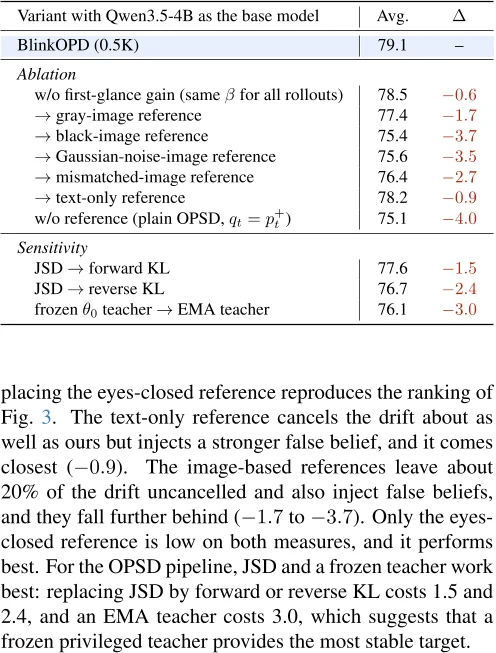 Variant with Qwen3.5-4B as the base model Avg. Δ
BlinkOPD (0.5K) 79.1 –
Ablation
w/o first-glance gain (same β for all rollouts) 78.5 −0.6
→ gray-image reference 77.4 −1.7
→ black-image reference 75.4 −3.7
→ Gaussian-noise-image reference 75.6 −3.5
→ mismatched-image reference 76.4 −2.7
→ text-only reference 78.2 −0.9
w/o reference (plain OPSD, qₜ = pₜ⁺) 75.1 −4.0
Sensitivity
JSD → forward KL 77.6 −1.5
JSD → reverse KL 76.7 −2.4
frozen θ₀ teacher → EMA teacher 76.1 −3.0
placing the eyes-closed reference reproduces the ranking of
Fig. 3. The text-only reference cancels the drift about as
well as ours but injects a stronger false belief, and it comes
closest (−0.9). The image-based references leave about
20% of the drift uncancelled and also inject false beliefs,
and they fall further behind (−1.7 to −3.7). Only the eyes-
closed reference is low on both measures, and it performs
best. For the OPSD pipeline, JSD and a frozen teacher work
best: replacing JSD by forward or reverse KL costs 1.5 and
2.4, and an EMA teacher costs 3.0, which suggests that a
frozen privileged teacher provides the most stable target.